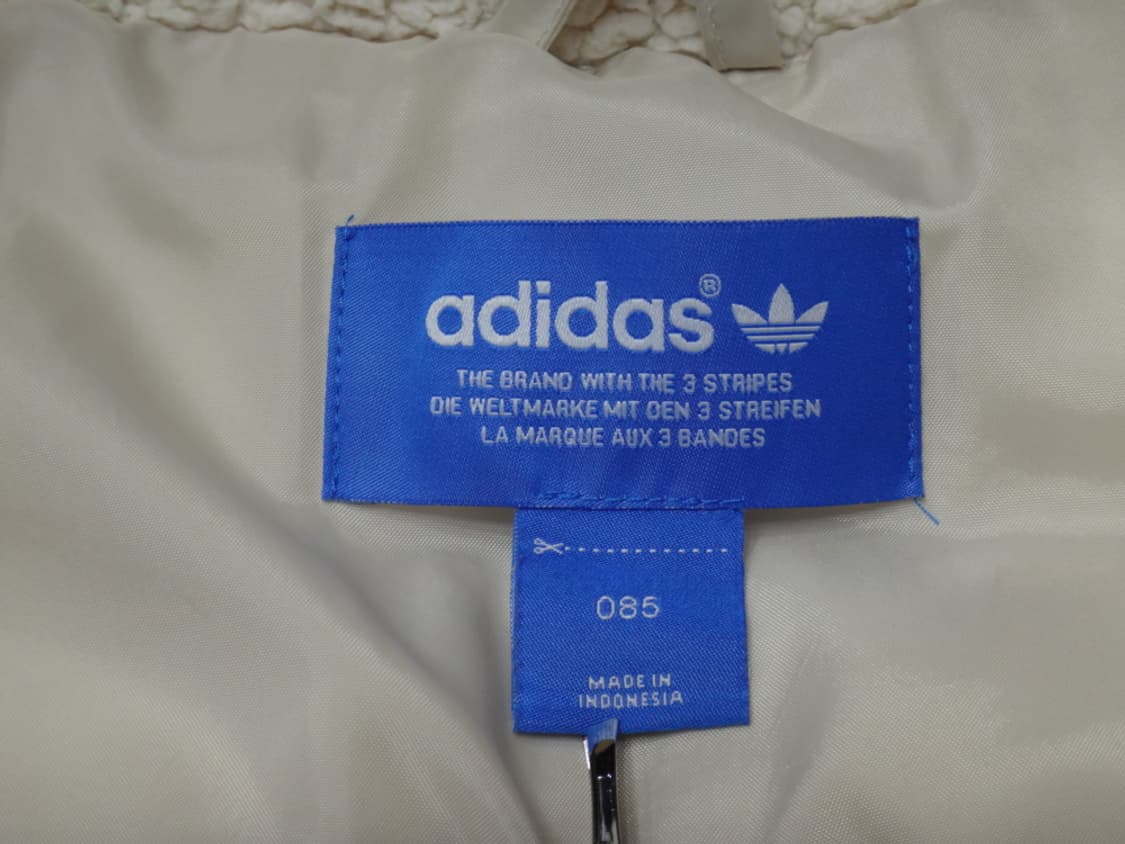 adidas®
THE BRAND WITH THE 3 STRIPES
DIE WELTMARKE MIT DEN 3 STREIFEN
LA MARQUE AUX 3 BANDES
085
MADE IN
INDONESIA